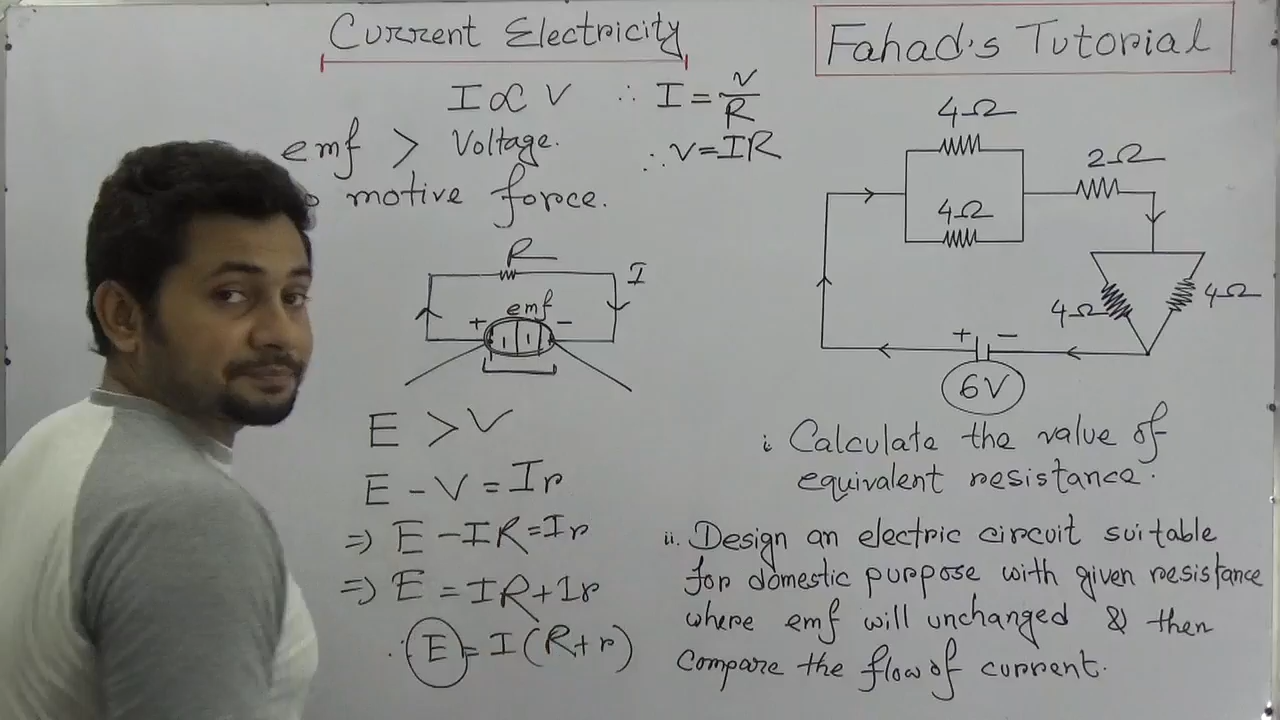 Current Electricity
I ∝ V ∴ I = V/R
emf > Voltage. ∴ V=IR
motive force.
R
I
emf
+ −
E > V
E - V = Ir
=> E - IR = Ir
=> E = IR + Ir
∴ E = I (R+r)
Fahad's Tutorial
4Ω
2Ω
4Ω
4Ω 4Ω
+ −
6V
i. Calculate the value of
equivalent resistance.
ii. Design an electric circuit suitable
for domestic purpose with given resistance
where emf will unchanged & then
compare the flow of current.